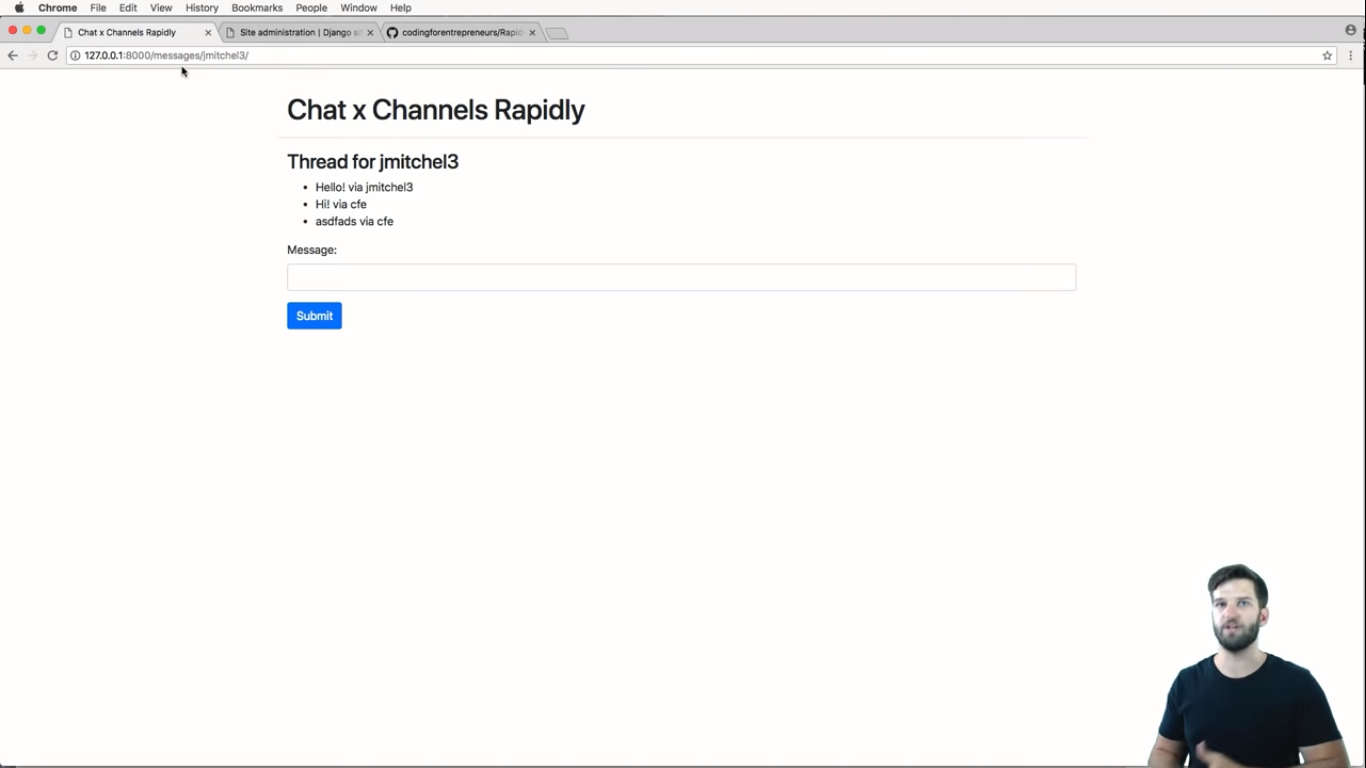 Chrome File Edit View History Bookmarks People Window Help
Chat x Channels Rapidly
Site administration | Django si
codingforentrepreneurs/Rapid
127.0.0.1:8000/messages/jmitchel3/
Chat x Channels Rapidly
Thread for jmitchel3
Hello! via jmitchel3
Hi! via cfe
asdfads via cfe
Message:
Submit